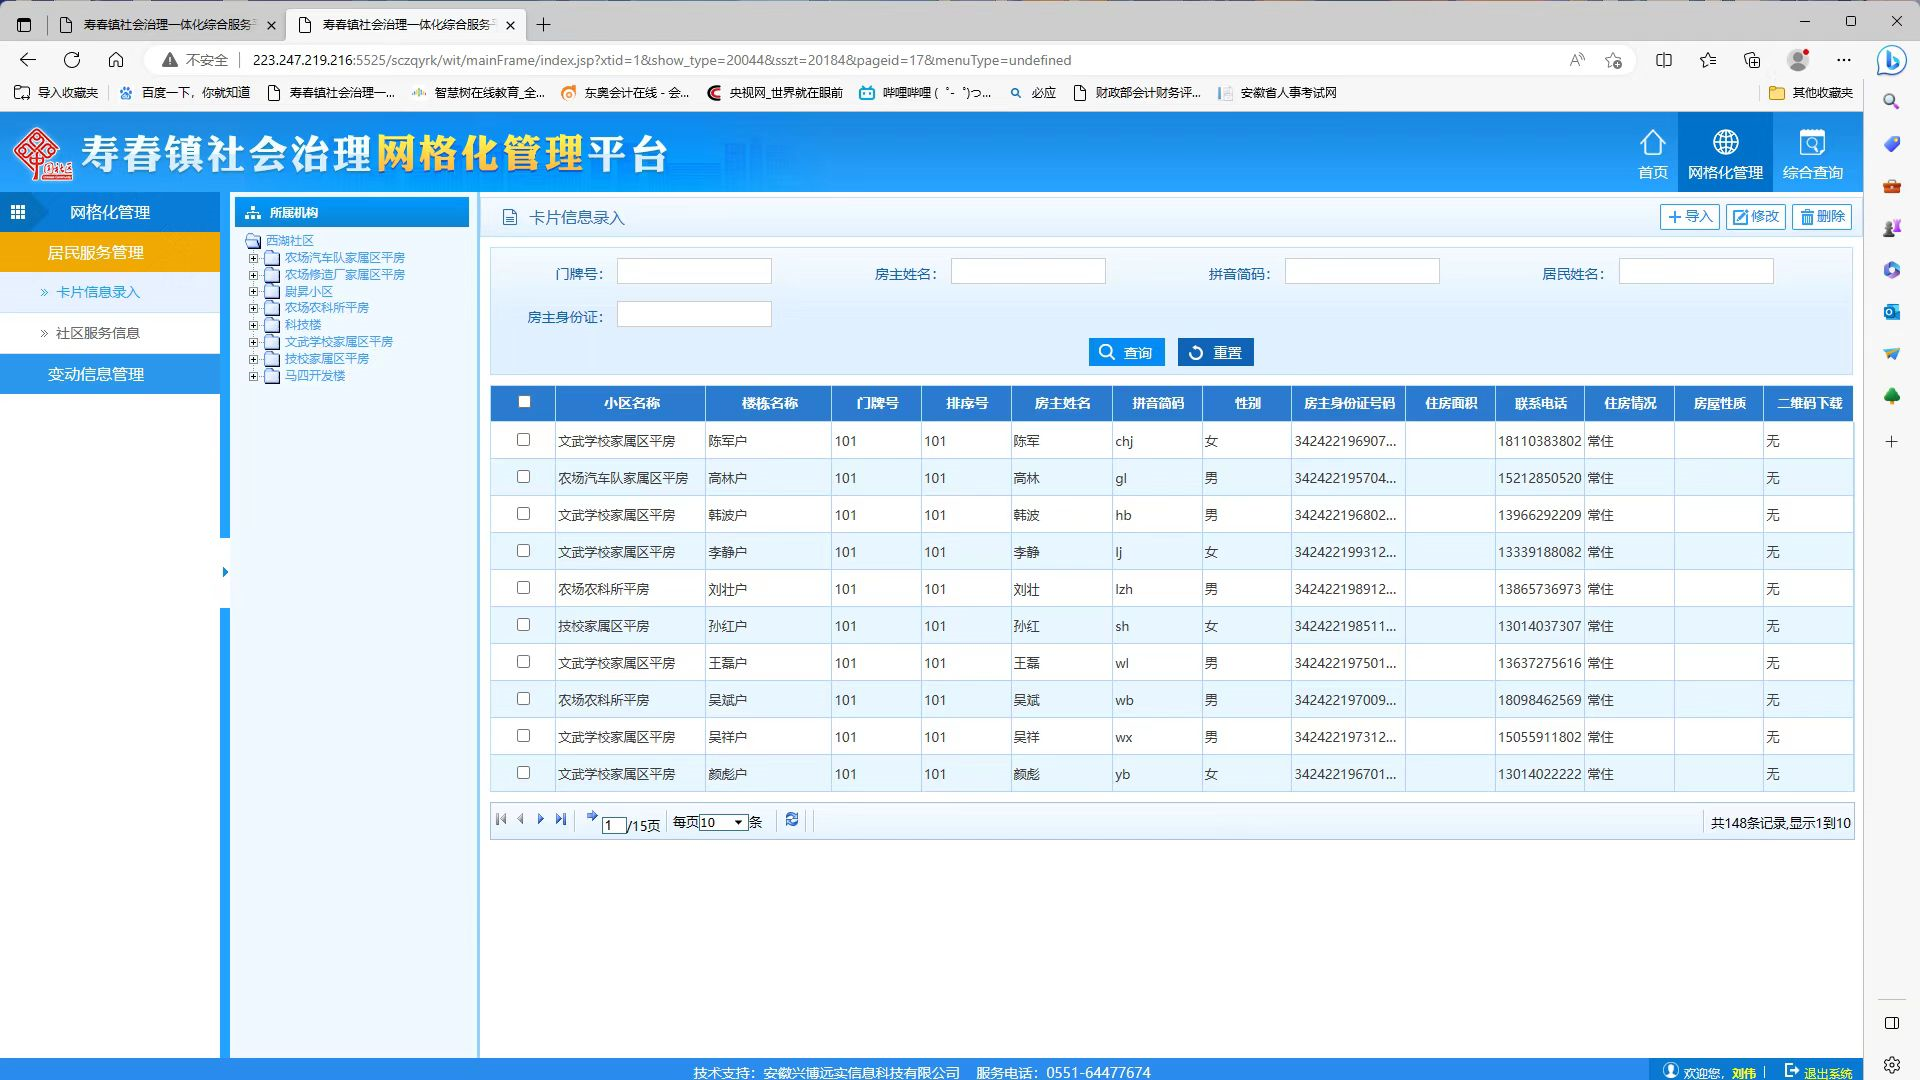 寿春镇社会治理一体化综合服务
寿春镇社会治理一体化综合服务
不安全
223.247.219.216:5525/sczqyrk/wit/mainFrame/index.jsp?xtid=1&show_type=20044&sszt=20184&pageid=17&menuType=undefined
导入收藏夹 百度一下，你就知道 寿春镇社会治理一... 智慧树在线教育_全... 东奥会计在线 - 会... 央视网_世界就在眼前 哔哩哔哩 ( ゜- ゜)つ... 必应 财政部会计财务评... 安徽省人事考试网 其他收藏夹
寿春镇社会治理网格化管理平台
首页 网格化管理 综合查询
网格化管理
居民服务管理
» 卡片信息录入
» 社区服务信息
变动信息管理
所属机构
西湖社区
农场汽车队家属区平房
农场修造厂家属区平房
尉昇小区
农场农科所平房
科技楼
文武学校家属区平房
技校家属区平房
马四开发楼
卡片信息录入
导入 修改 删除
门牌号： 房主姓名： 拼音简码： 居民姓名：
房主身份证：
查询 重置
小区名称 楼栋名称 门牌号 排序号 房主姓名 拼音简码 性别 房主身份证号码 住房面积 联系电话 住房情况 房屋性质 二维码下载
文武学校家属区平房 陈军户 101 101 陈军 chj 女 342422196907... 18110383802 常住 无
农场汽车队家属区平房 高林户 101 101 高林 gl 男 342422195704... 15212850520 常住 无
文武学校家属区平房 韩波户 101 101 韩波 hb 男 342422196802... 13966292209 常住 无
文武学校家属区平房 李静户 101 101 李静 lj 女 342422199312... 13339188082 常住 无
农场农科所平房 刘壮户 101 101 刘壮 lzh 男 342422198912... 13865736973 常住 无
技校家属区平房 孙红户 101 101 孙红 sh 女 342422198511... 13014037307 常住 无
文武学校家属区平房 王磊户 101 101 王磊 wl 男 342422197501... 13637275616 常住 无
农场农科所平房 吴斌户 101 101 吴斌 wb 男 342422197009... 18098462569 常住 无
文武学校家属区平房 吴祥户 101 101 吴祥 wx 男 342422197312... 15055911802 常住 无
文武学校家属区平房 颜彪户 101 101 颜彪 yb 女 342422196701... 13014022222 常住 无
1 /15页 每页 10 条
共148条记录,显示1到10
技术支持：安徽兴博远实信息科技有限公司 服务电话：0551-64477674
欢迎您，刘伟 | 退出系统